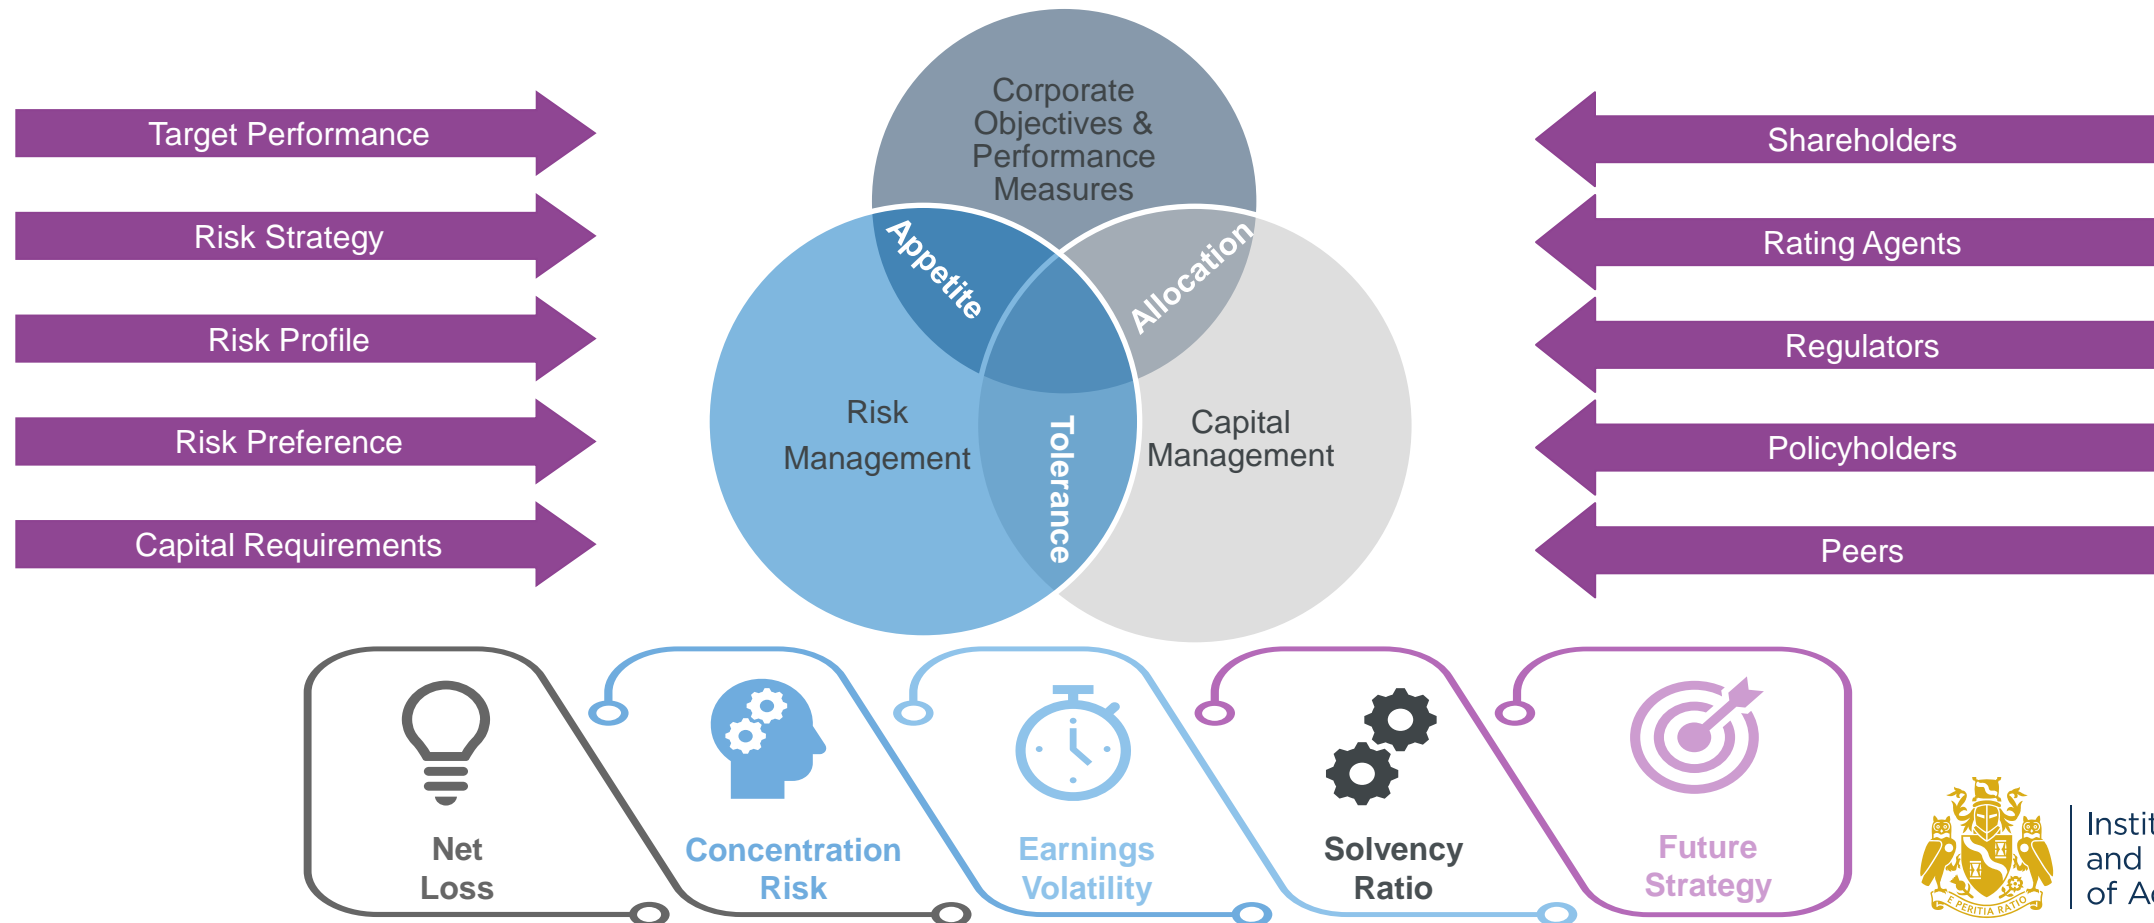 Target Performance
Risk Strategy
Risk Profile
Risk Preference
Capital Requirements
Corporate
Objectives &
Performance
Measures
Appetite
Allocation
Risk
Management
Tolerance
Capital
Management
Shareholders
Rating Agents
Regulators
Policyholders
Peers
Net
Loss
Concentration
Risk
Earnings
Volatility
Solvency
Ratio
Future
Strategy
E PERITIA RATIO
and
of